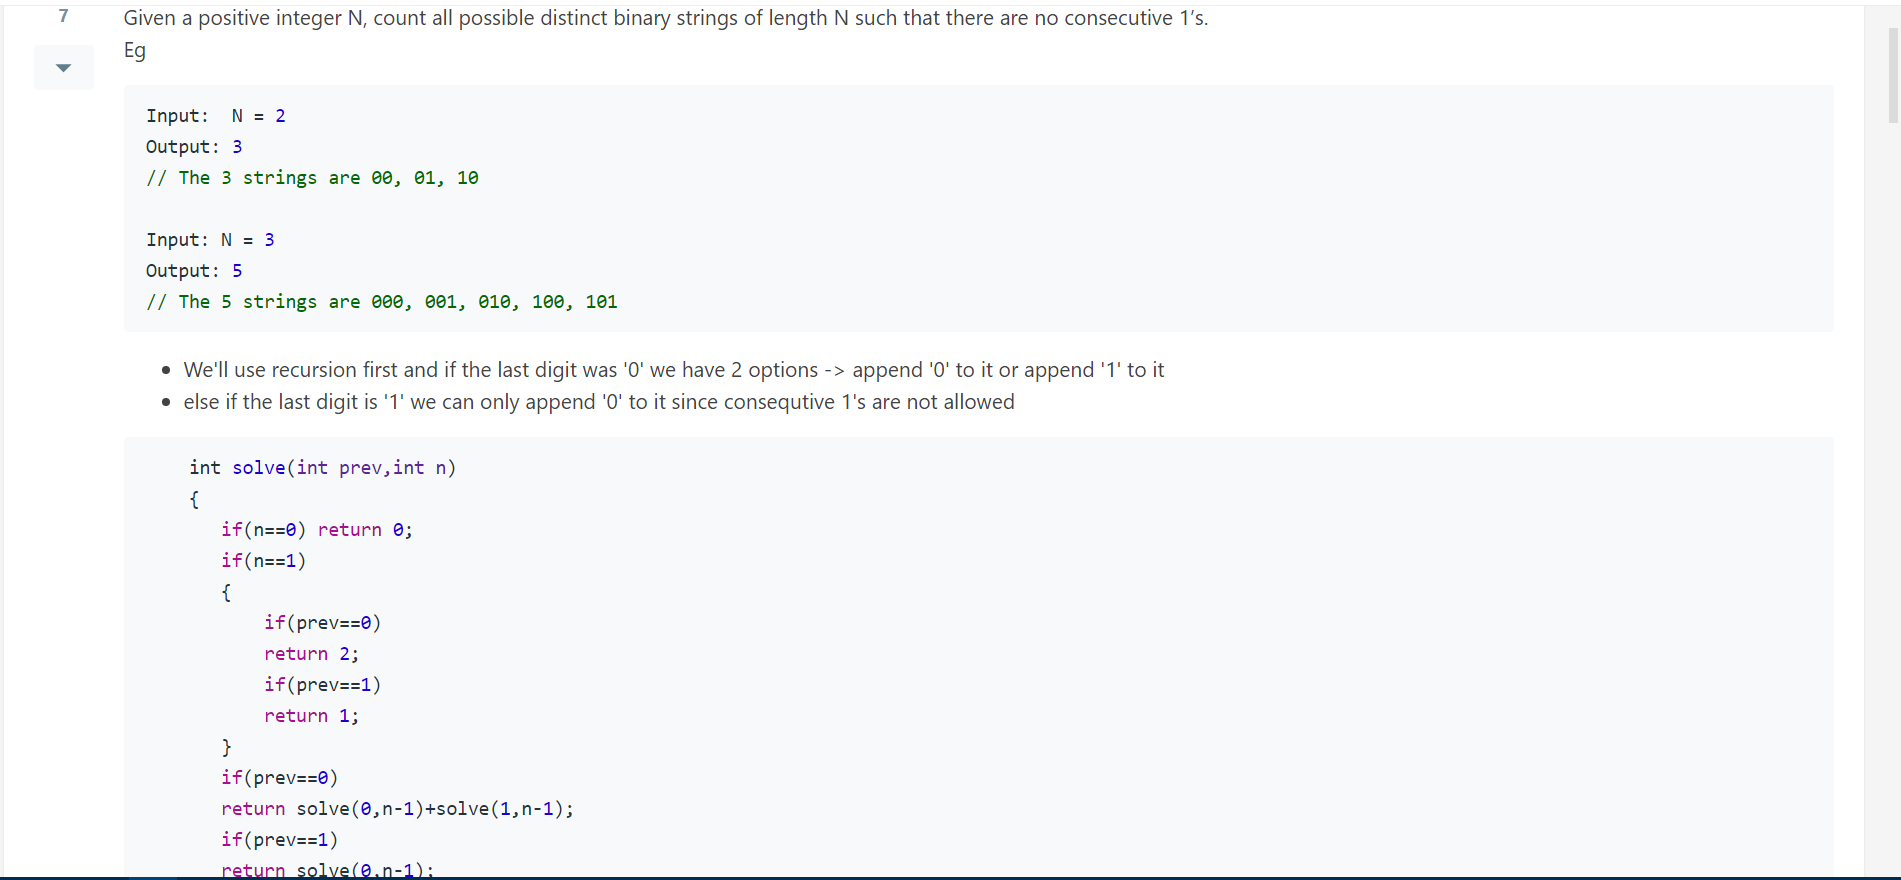 7
Given a positive integer N, count all possible distinct binary strings of length N such that there are no consecutive 1’s.
Eg
Input:  N = 2
Output: 3
// The 3 strings are 00, 01, 10
Input: N = 3
Output: 5
// The 5 strings are 000, 001, 010, 100, 101
• We'll use recursion first and if the last digit was '0' we have 2 options -> append '0' to it or append '1' to it
• else if the last digit is '1' we can only append '0' to it since consequtive 1's are not allowed
int solve(int prev,int n)
{
if(n==0) return 0;
if(n==1)
{
if(prev==0)
return 2;
if(prev==1)
return 1;
}
if(prev==0)
return solve(0,n-1)+solve(1,n-1);
if(prev==1)
return solve(0,n-1);